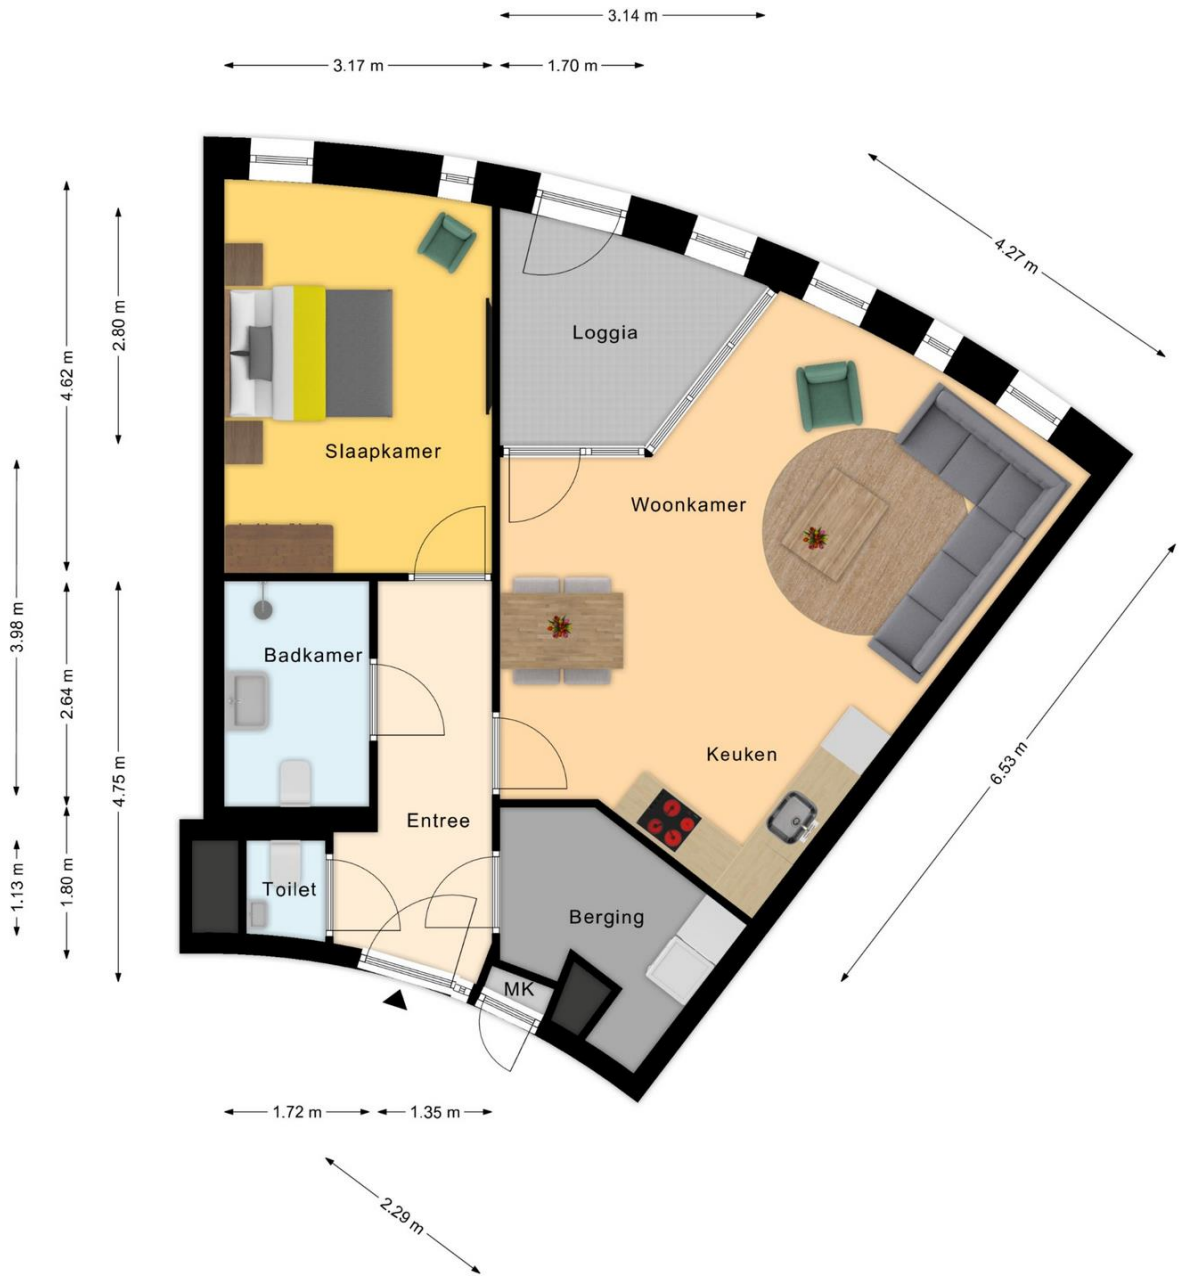 3.14 m
3.17 m
1.70 m
4.27 m
2.80 m
4.62 m
Loggia
Slaapkamer
Woonkamer
3.98 m
2.64 m
4.75 m
Badkamer
Keuken
6.53 m
Entree
1.13 m
1.80 m
Toilet
Berging
MK
1.72 m
1.35 m
2.29 m